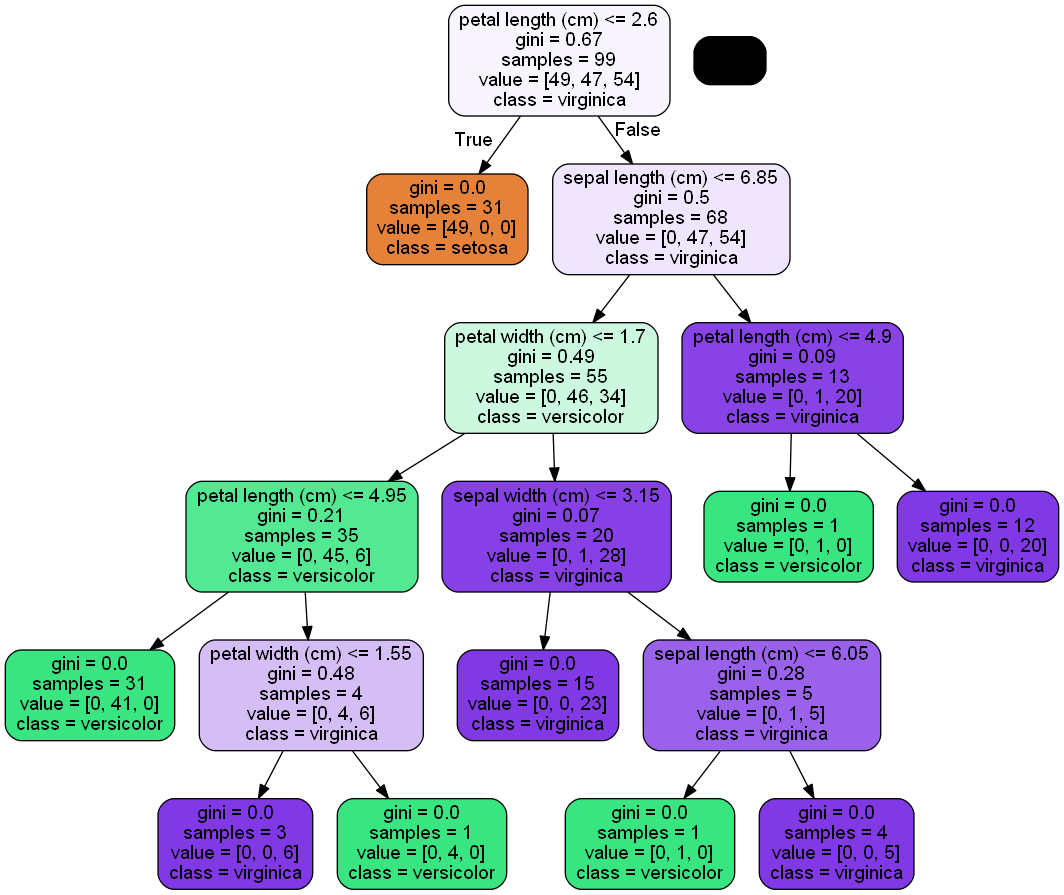 petal length (cm) <= 2.6
gini = 0.67
samples = 99
value = [49, 47, 54]
class = virginica
True
False
gini = 0.0
samples = 31
value = [49, 0, 0]
class = setosa
sepal length (cm) <= 6.85
gini = 0.5
samples = 68
value = [0, 47, 54]
class = virginica
petal width (cm) <= 1.7
gini = 0.49
samples = 55
value = [0, 46, 34]
class = versicolor
petal length (cm) <= 4.9
gini = 0.09
samples = 13
value = [0, 1, 20]
class = virginica
petal length (cm) <= 4.95
gini = 0.21
samples = 35
value = [0, 45, 6]
class = versicolor
sepal width (cm) <= 3.15
gini = 0.07
samples = 20
value = [0, 1, 28]
class = virginica
gini = 0.0
samples = 1
value = [0, 1, 0]
class = versicolor
gini = 0.0
samples = 12
value = [0, 0, 20]
class = virginica
gini = 0.0
samples = 31
value = [0, 41, 0]
class = versicolor
petal width (cm) <= 1.55
gini = 0.48
samples = 4
value = [0, 4, 6]
class = virginica
gini = 0.0
samples = 15
value = [0, 0, 23]
class = virginica
sepal length (cm) <= 6.05
gini = 0.28
samples = 5
value = [0, 1, 5]
class = virginica
gini = 0.0
samples = 3
value = [0, 0, 6]
class = virginica
gini = 0.0
samples = 1
value = [0, 4, 0]
class = versicolor
gini = 0.0
samples = 1
value = [0, 1, 0]
class = versicolor
gini = 0.0
samples = 4
value = [0, 0, 5]
class = virginica